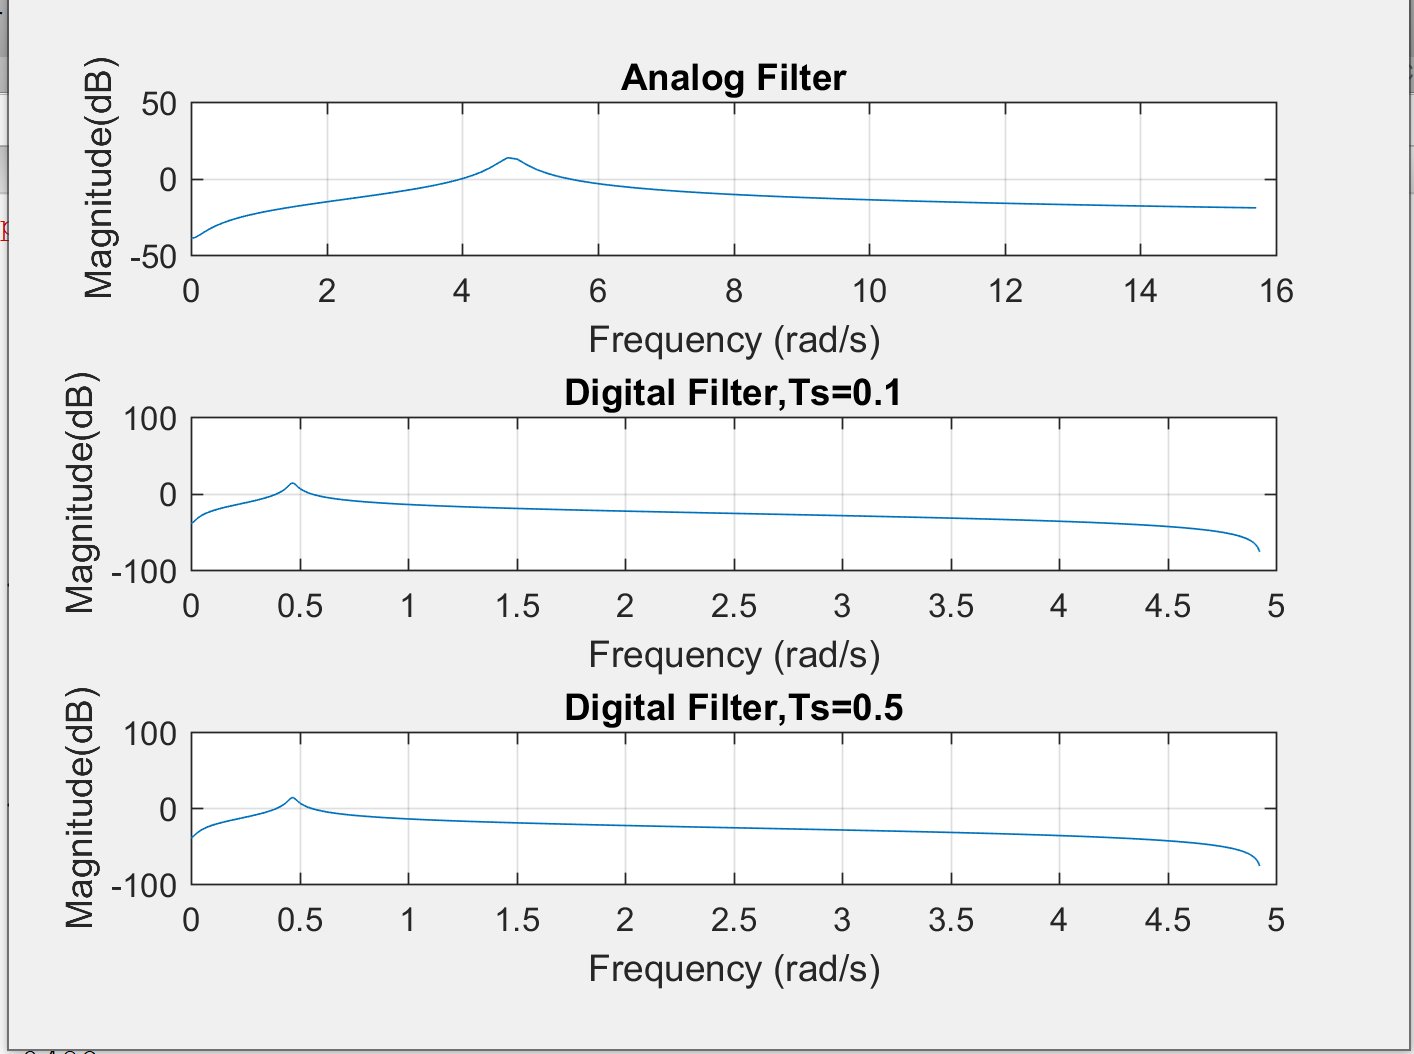 Analog Filter
Magnitude(dB)
50
0
-50
0 2 4 6 8 10 12 14 16
Frequency (rad/s)
Digital Filter,Ts=0.1
Magnitude(dB)
100
0
-100
0 0.5 1 1.5 2 2.5 3 3.5 4 4.5 5
Frequency (rad/s)
Digital Filter,Ts=0.5
Magnitude(dB)
100
0
-100
0 0.5 1 1.5 2 2.5 3 3.5 4 4.5 5
Frequency (rad/s)